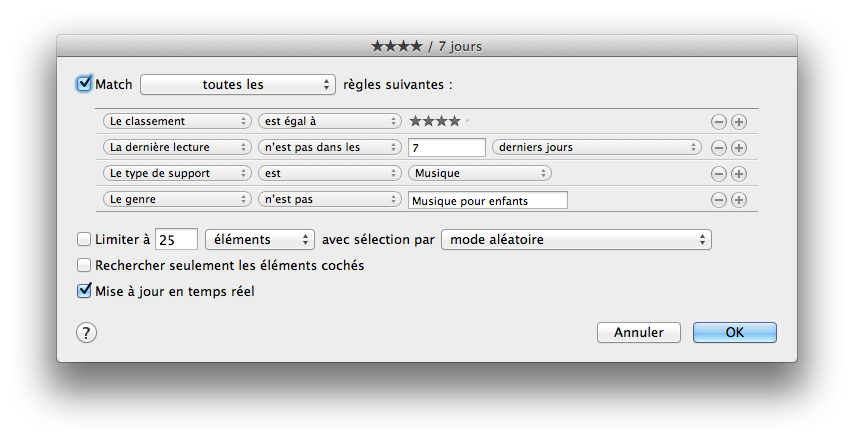 ★★★★ / 7 jours
Match toutes les règles suivantes :
Le classement est égal à ★★★★
La dernière lecture n'est pas dans les 7 derniers jours
Le type de support est Musique
Le genre n'est pas Musique pour enfants
Limiter à 25 éléments avec sélection par mode aléatoire
Rechercher seulement les éléments cochés
Mise à jour en temps réel
? Annuler OK